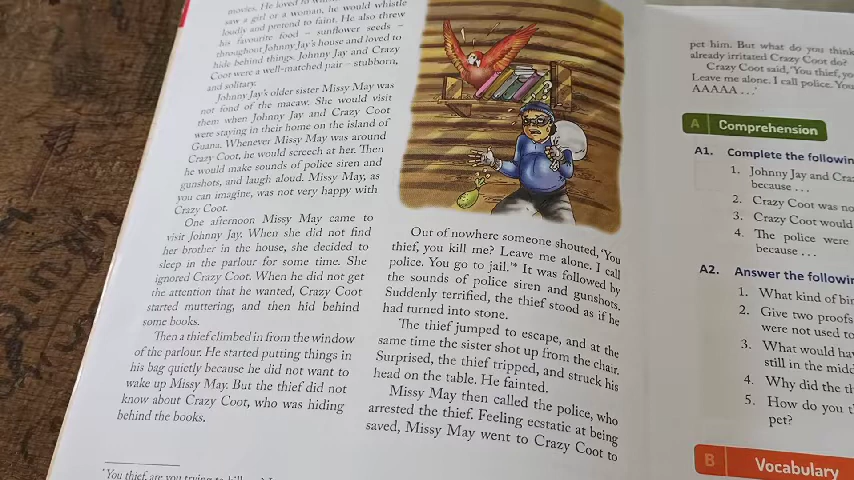 movies. He loved to
saw a girl or a woman, he would whistle
loudly and pretend to faint. He also threw
his favourite food – sunflower seeds –
throughout Johnny Jay's house and loved to
hide behind things. Johnny Jay and Crazy
Coot were a well-matched pair – stubborn,
and solitary.
Johnny Jay's older sister Missy May was
not fond of the macaw. She would visit
them when Johnny Jay and Crazy Coot
were staying in their home on the island of
Guana. Whenever Missy May was around
Crazy Coot, he would screech at her. Then
he would make sounds of police siren and
gunshots, and laugh aloud. Missy May, as
you can imagine, was not very happy with
Crazy Coot.
One afternoon Missy May came to
visit Johnny Jay. When she did not find
her brother in the house, she decided to
sleep in the parlour for some time. She
ignored Crazy Coot. When he did not get
the attention that he wanted, Crazy Coot
started muttering, and then hid behind
some books.
Then a thief climbed in from the window
of the parlour. He started putting things in
his bag quietly because he did not want to
wake up Missy May. But the thief did not
know about Crazy Coot, who was hiding
behind the books.
Out of nowhere someone shouted, 'You
thief, you kill me? Leave me alone. I call
police. You go to jail.'* It was followed by
the sounds of police siren and gunshots.
Suddenly terrified, the thief stood as if he
had turned into stone.
The thief jumped to escape, and at the
same time the sister shot up from the chair.
Surprised, the thief tripped, and struck his
head on the table. He fainted.
Missy May then called the police, who
arrested the thief. Feeling ecstatic at being
saved, Missy May went to Crazy Coot to
*You thief, are you trying to
pet him. But what do you think
already irritated Crazy Coot do?
Crazy Coot said, 'You thief, yo
Leave me alone. I call police. Yo
AAAAA . . .'
A Comprehension
A1. Complete the followin
1. Johnny Jay and Cra
because . . .
2. Crazy Coot was no
3. Crazy Coot would
4. The police were
because . . .
A2. Answer the followin
1. What kind of bir
2. Give two proofs
were not used to
3. What would hav
still in the midd
4. Why did the th
5. How do you t
pet?
B Vocabulary